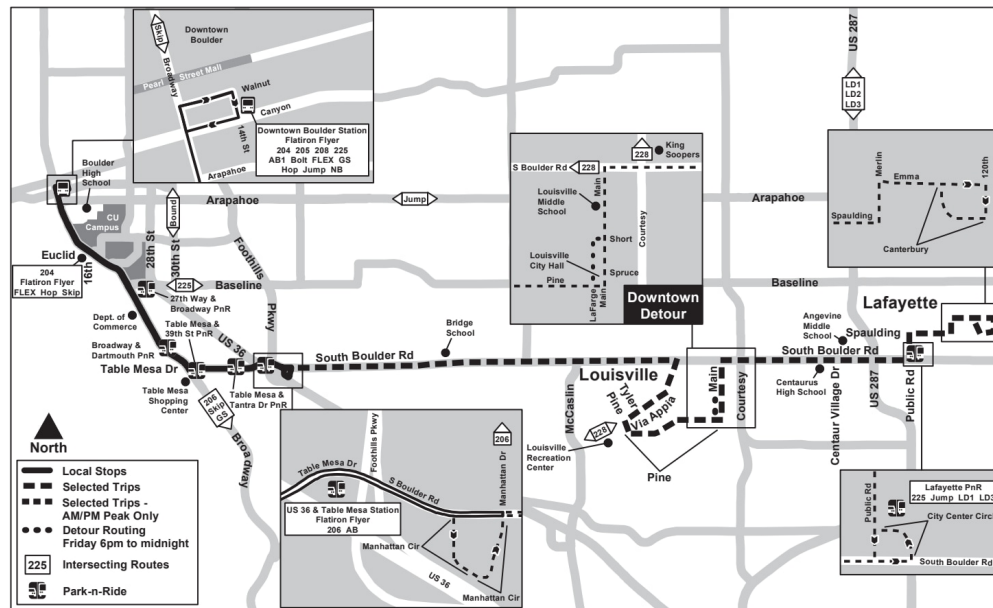 Skip
Downtown
Boulder
Broadway
Pearl Street Mall
Walnut
Canyon
14th St
Arapahoe
Downtown Boulder Station
Flatiron Flyer
204 205 208 225
AB1 Bolt FLEX GS
Hop Jump NB
Boulder
High
School
CU
Campus
Euclid
16th
204
Flatiron Flyer
FLEX Hop Skip
28th St
30th St
Bound
Arapahoe
Jump
Arapahoe
Foothills
Pkwy
225
Baseline
Baseline
27th Way &
Broadway PnR
Dept. of
Commerce
Table Mesa &
39th St PnR
US 36
Broadway &
Dartmouth PnR
Table Mesa Dr
Table Mesa
Shopping
Center
Table Mesa &
Tantra Dr PnR
206
Skip
GS
Broadway
South Boulder Rd
Bridge
School
228
King
Soopers
S Boulder Rd
228
Main
Louisville
Middle
School
Courtesy
Short
Louisville
City Hall
Spruce
Pine
LaFarge
Main
Downtown
Detour
US 287
LD1
LD2
LD3
Merlin
Emma
120th
Spaulding
Canterbury
Lafayette
Angevine
Middle
School
Spaulding
South Boulder Rd
Centaurus
High School
Louisville
McCaslin
Tyler
Pine
Via Appia
Main
Courtesy
228
Louisville
Recreation
Center
Pine
Centaur Village Dr
US 287
Public Rd
North
Local Stops
Selected Trips
Selected Trips -
AM/PM Peak Only
Detour Routing
Friday 6pm to midnight
225
Intersecting Routes
Park-n-Ride
Foothills Pkwy
206
Table Mesa Dr
S Boulder Rd
Manhattan Dr
US 36 & Table Mesa Station
Flatiron Flyer
206 AB
Manhattan Cir
US 36
Manhattan Cir
Public Rd
Lafayette PnR
225 Jump LD1 LD3
City Center Circl
South Boulder Rd